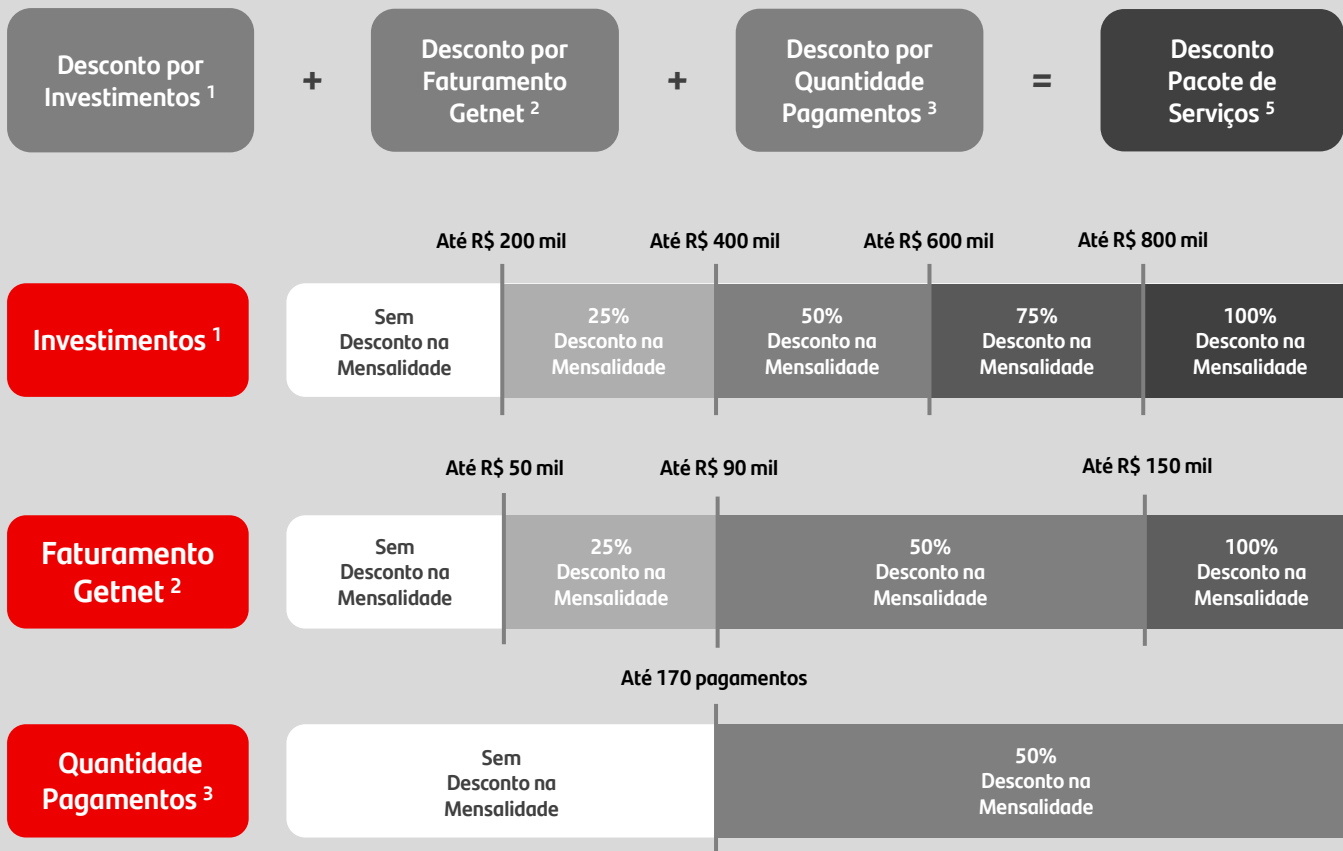 Desconto por
Investimentos ¹
+
Desconto por
Faturamento
Getnet ²
+
Desconto por
Quantidade
Pagamentos ³
=
Desconto
Pacote de
Serviços ⁵
Até R$ 200 mil
Até R$ 400 mil
Até R$ 600 mil
Até R$ 800 mil
Investimentos ¹
Sem
Desconto na
Mensalidade
25%
Desconto na
Mensalidade
50%
Desconto na
Mensalidade
75%
Desconto na
Mensalidade
100%
Desconto na
Mensalidade
Até R$ 50 mil
Até R$ 90 mil
Até R$ 150 mil
Faturamento
Getnet ²
Sem
Desconto na
Mensalidade
25%
Desconto na
Mensalidade
50%
Desconto na
Mensalidade
100%
Desconto na
Mensalidade
Até 170 pagamentos
Quantidade
Pagamentos ³
Sem
Desconto na
Mensalidade
50%
Desconto na
Mensalidade